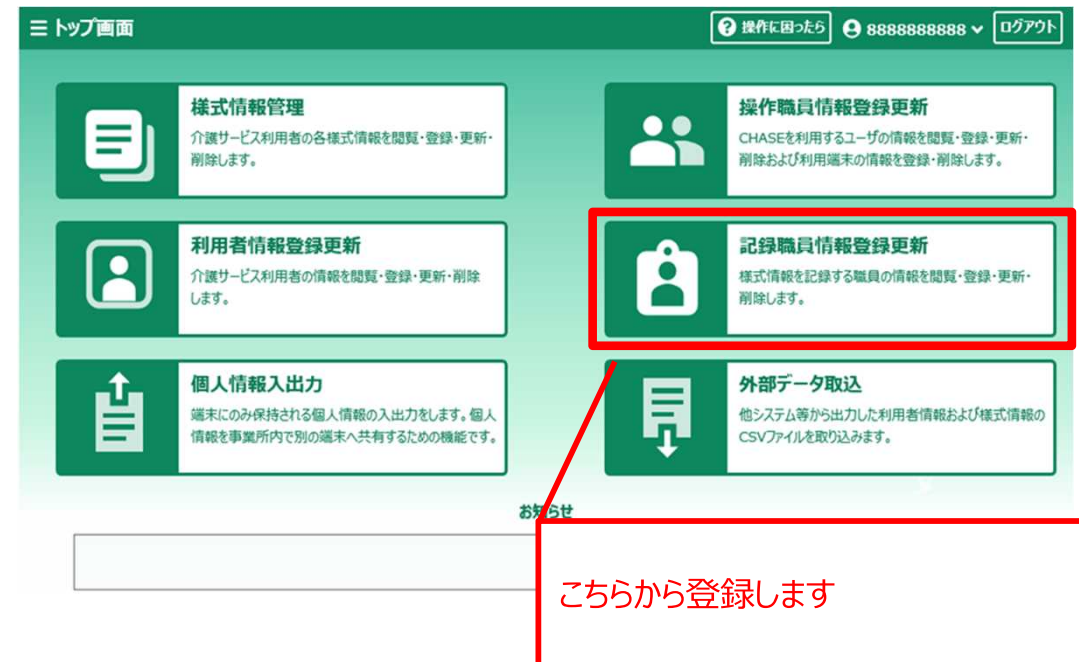 トップ画面
操作に困ったら
8888888888
ログアウト
様式情報管理
介護サービス利用者の各様式情報を閲覧・登録・更新・
削除します。
操作職員情報登録更新
CHASEを利用するユーザの情報を閲覧・登録・更新・
削除および利用端末の情報を登録・削除します。
利用者情報登録更新
介護サービス利用者の情報を閲覧・登録・更新・削除
します。
記録職員情報登録更新
様式情報を記録する職員の情報を閲覧・登録・更新・
削除します。
個人情報入出力
端末にのみ保持される個人情報の入出力をします。個人
情報を事業所内で別の端末へ共有するための機能です。
外部データ取込
他システム等から出力した利用者情報および様式情報の
CSVファイルを取り込みます。
お知らせ
こちらから登録します